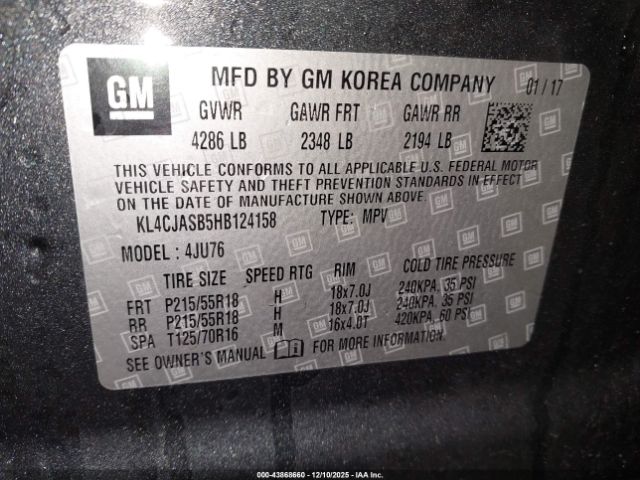 GM MFD BY GM KOREA COMPANY 01/17
GVWR GAWR FRT GAWR RR
4286 LB 2348 LB 2194 LB
THIS VEHICLE CONFORMS TO ALL APPLICABLE U.S. FEDERAL MOTOR
VEHICLE SAFETY AND THEFT PREVENTION STANDARDS IN EFFECT
ON THE DATE OF MANUFACTURE SHOWN ABOVE.
KL4CJASB5HB124158 TYPE: MPV
MODEL: 4JU76
TIRE SIZE SPEED RTG RIM COLD TIRE PRESSURE
FRT P215/55R18 H 18x7.0J 240KPA, 35 PSI
RR P215/55R18 H 18x7.0J 240KPA, 35 PSI
SPA T125/70R16 M 16x4.0T 420KPA, 60 PSI
SEE OWNER'S MANUAL FOR MORE INFORMATION.
000-43868660 - 12/10/2025 - IAA Inc.